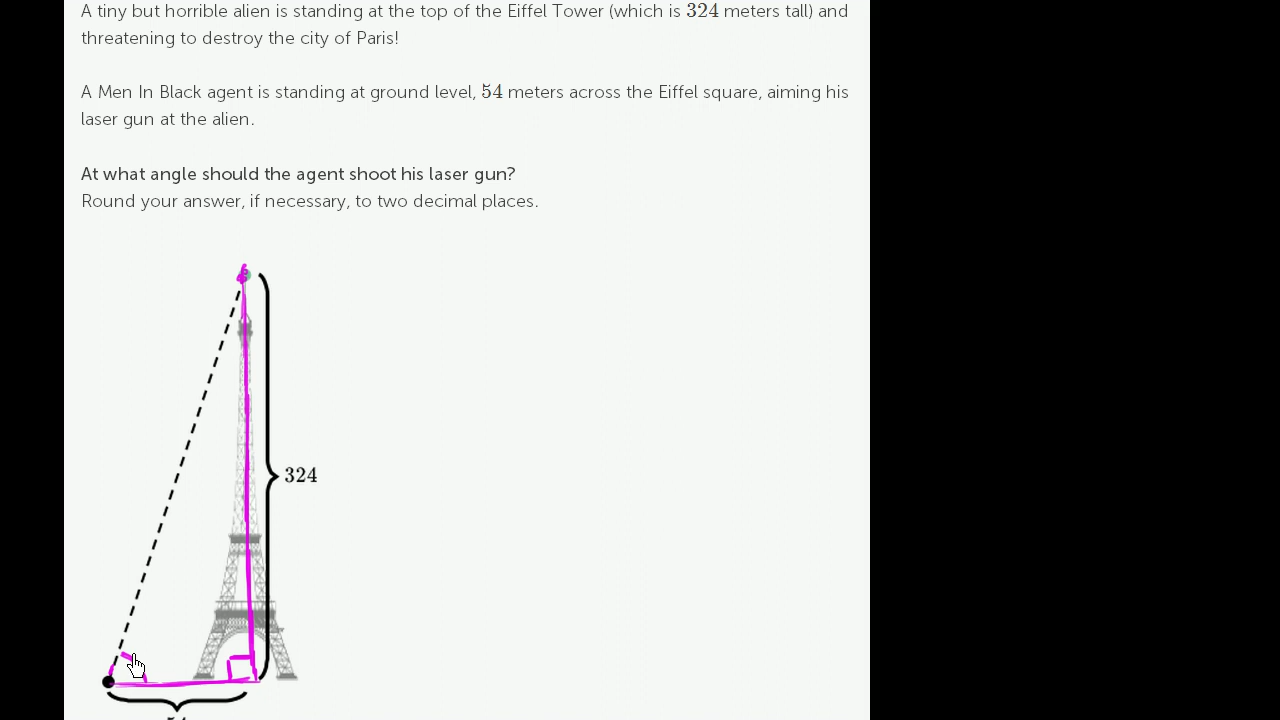 A tiny but horrible alien is standing at the top of the Eiffel Tower (which is 324 meters tall) and
threatening to destroy the city of Paris!
A Men In Black agent is standing at ground level, 54 meters across the Eiffel square, aiming his
laser gun at the alien.
At what angle should the agent shoot his laser gun?
Round your answer, if necessary, to two decimal places.
324